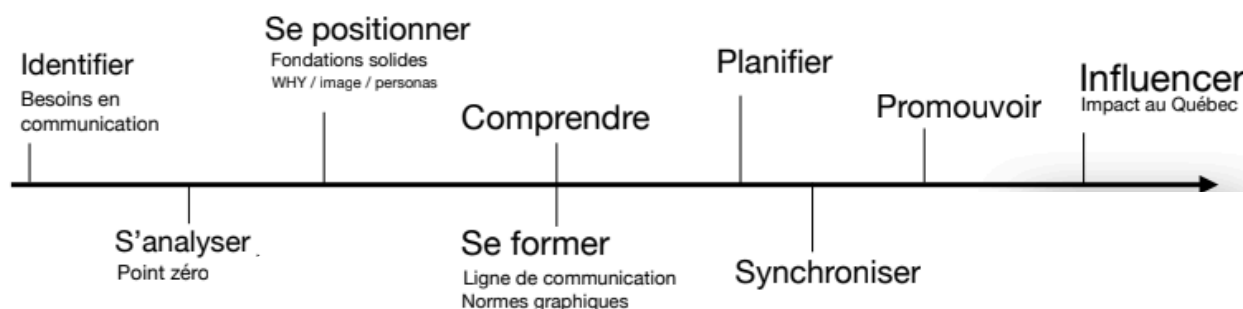 Identifier
Besoins en
communication
S'analyser
Point zéro
Se positionner
Fondations solides
WHY / image / personas
Comprendre
Se former
Ligne de communication
Normes graphiques
Planifier
Synchroniser
Promouvoir
Influencer
Impact au Québec